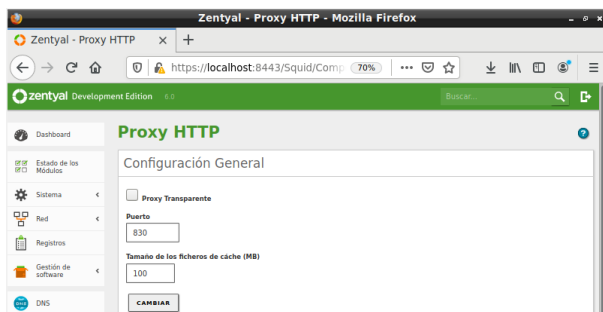 Zentyal - Proxy HTTP - Mozilla Firefox
Zentyal - Proxy HTTP
https://localhost:8443/Squid/Comp 70%
zentyal Development Edition 6.0 Buscar...
Dashboard
Estado de los
Módulos
Sistema
Red
Registros
Gestión de
software
DNS
Proxy HTTP
Configuración General
Proxy Transparente
Puerto
830
Tamaño de los ficheros de cáche (MB)
100
CAMBIAR